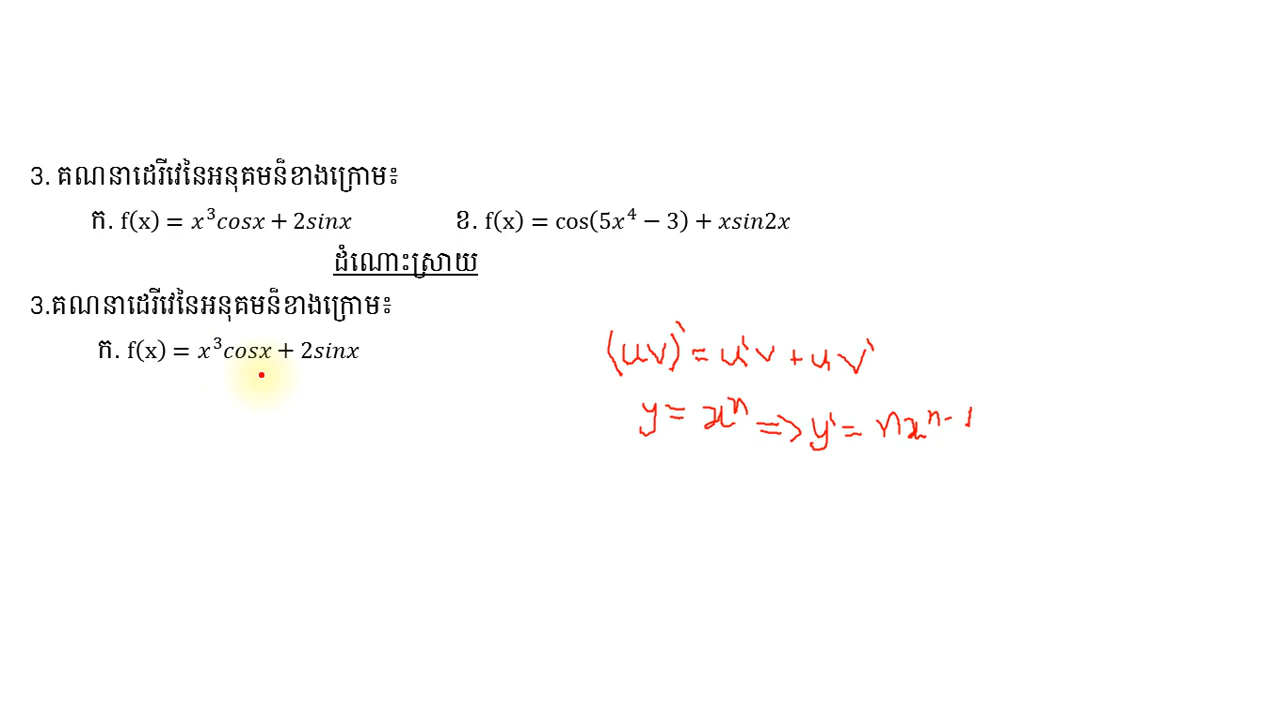 3. គណនាដេរីវេនៃអនុគមន៏ខាងក្រោម៖
ក. f(x) = x³cosx + 2sinx ខ. f(x) = cos(5x⁴ − 3) + xsin2x
ដំណោះស្រាយ
3.គណនាដេរីវេនៃអនុគមន៏ខាងក្រោម៖
ក. f(x) = x³cosx + 2sinx
(uv)' = u'v + uv'
y = xⁿ => y' = nxⁿ⁻¹